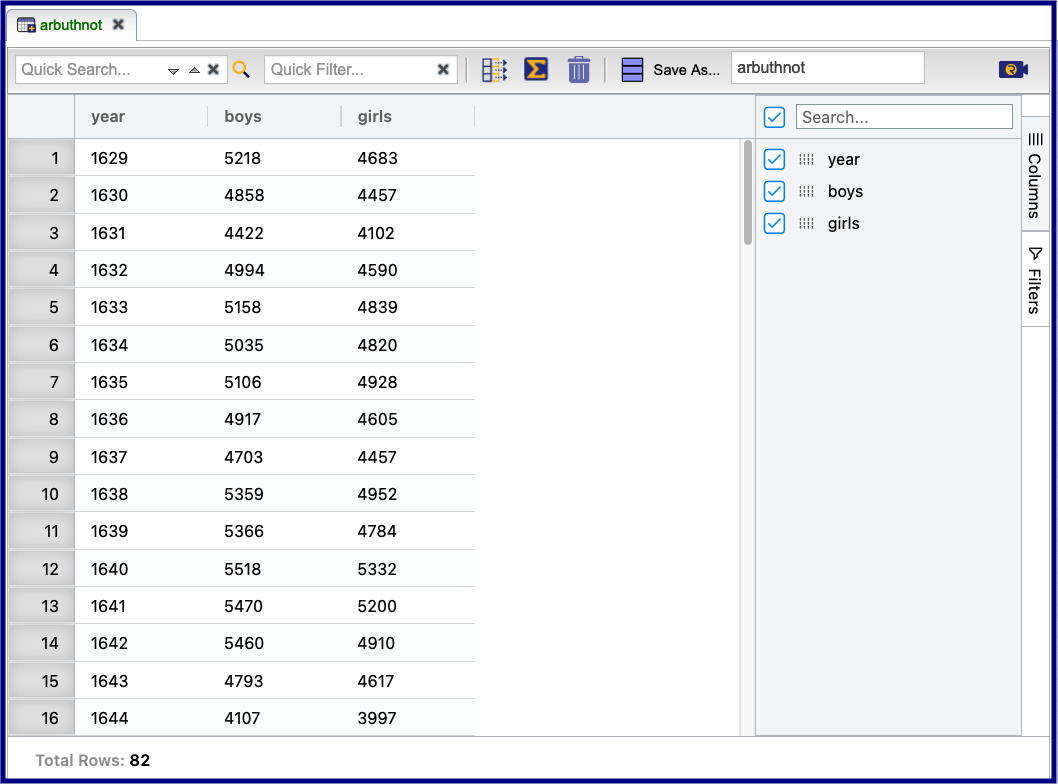 arbuthnot
Quick Search... Quick Filter... Save As... arbuthnot
year boys girls Search...
1 1629 5218 4683
2 1630 4858 4457
3 1631 4422 4102
4 1632 4994 4590
5 1633 5158 4839
6 1634 5035 4820
7 1635 5106 4928
8 1636 4917 4605
9 1637 4703 4457
10 1638 5359 4952
11 1639 5366 4784
12 1640 5518 5332
13 1641 5470 5200
14 1642 5460 4910
15 1643 4793 4617
16 1644 4107 3997
year
boys
girls
Columns
Filters
Total Rows: 82